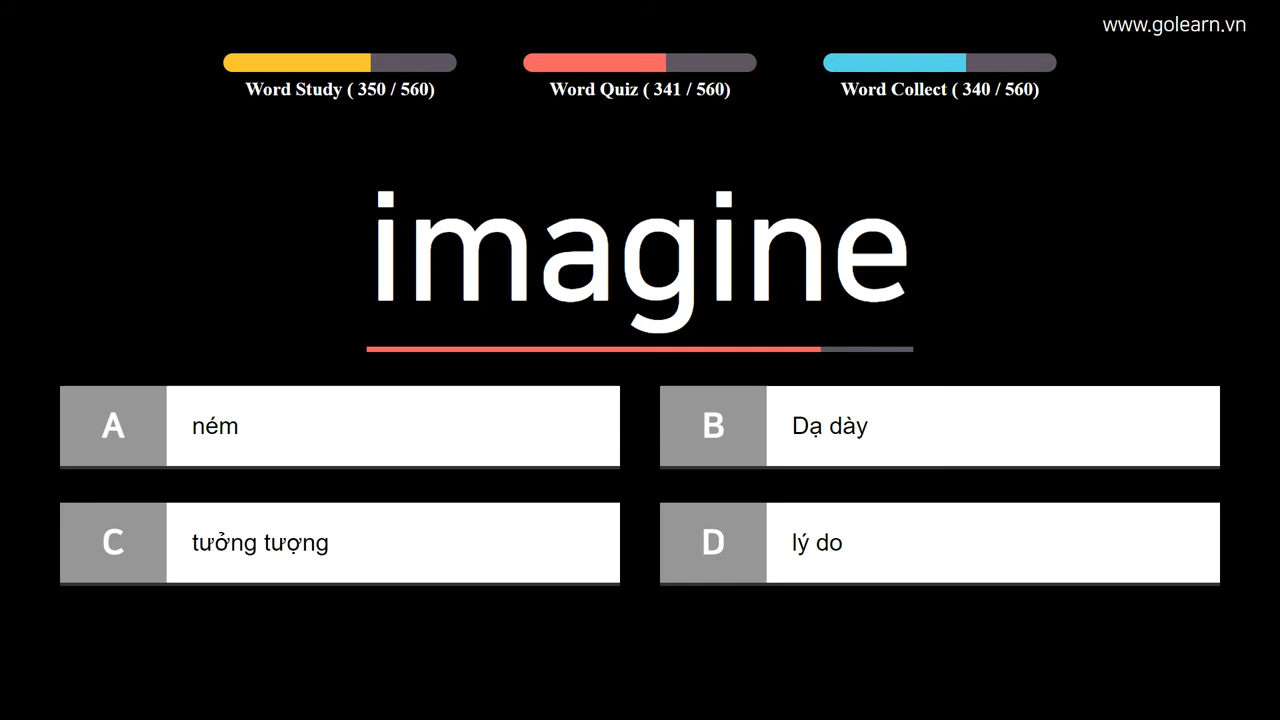 www.golearn.vn
Word Study ( 350 / 560)
Word Quiz ( 341 / 560)
Word Collect ( 340 / 560)
imagine
A ném
B Dạ dày
C tưởng tượng
D lý do